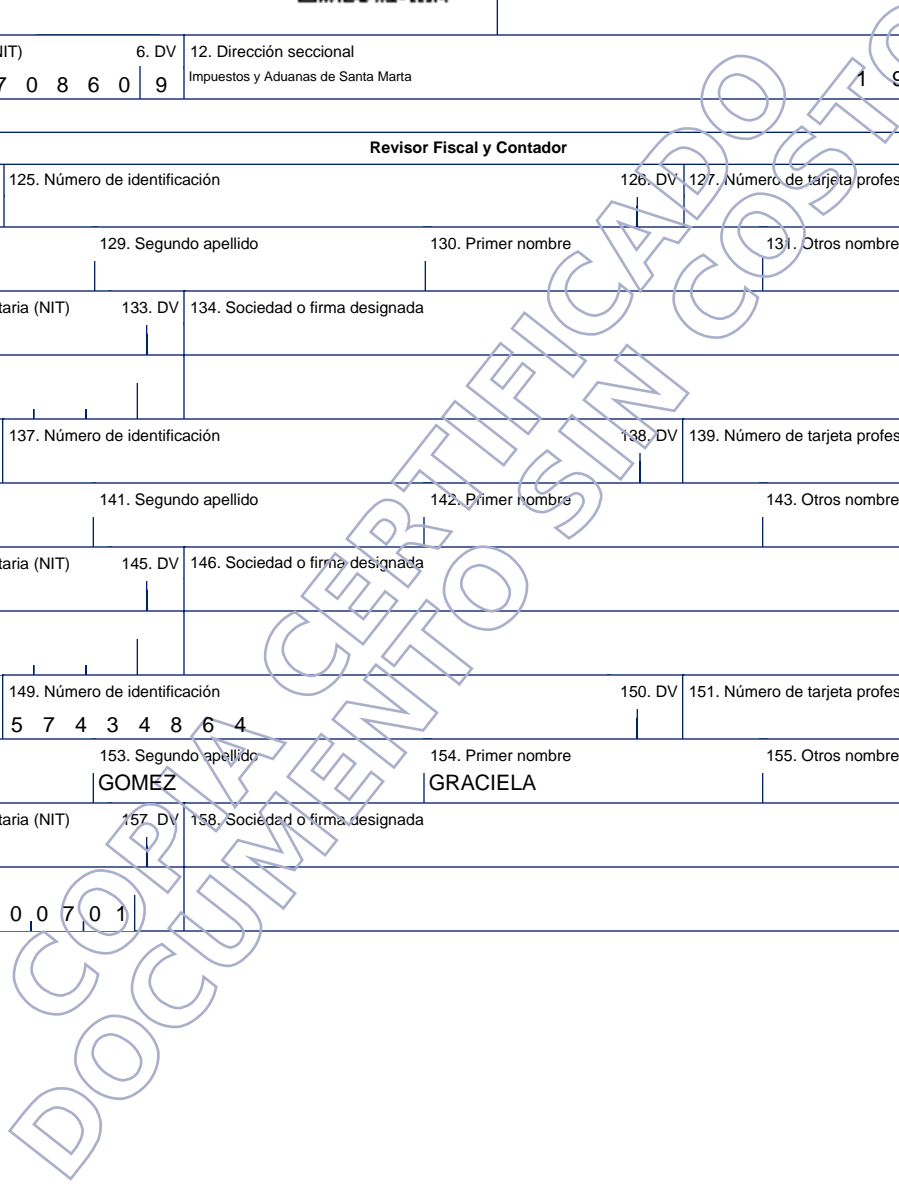 NIT) 6. DV 12. Dirección seccional
7 0 8 6 0 9 Impuestos y Aduanas de Santa Marta 1 9
Revisor Fiscal y Contador
125. Número de identificación 126. DV 127. Número de tarjeta profes
129. Segundo apellido 130. Primer nombre 131. Otros nombre
taria (NIT) 133. DV 134. Sociedad o firma designada
137. Número de identificación 138. DV 139. Número de tarjeta profes
141. Segundo apellido 142. Primer nombre 143. Otros nombre
taria (NIT) 145. DV 146. Sociedad o firma designada
149. Número de identificación 150. DV 151. Número de tarjeta profes
5 7 4 3 4 8 6 4
153. Segundo apellido 154. Primer nombre 155. Otros nombre
GOMEZ GRACIELA
taria (NIT) 157. DV 158. Sociedad o firma designada
0 0 7 0 1
COPIA CERTIFICADO
DOCUMENTO SIN COSTO